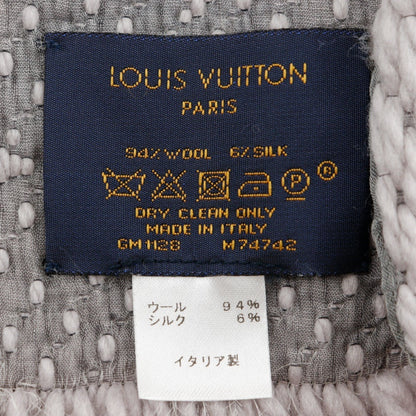 LOUIS VUITTON
PARIS
94% WOOL 6% SILK
P ®
DRY CLEAN ONLY
MADE IN ITALY
GM1128 M74742
ウール 94%
シルク 6%
イタリア製